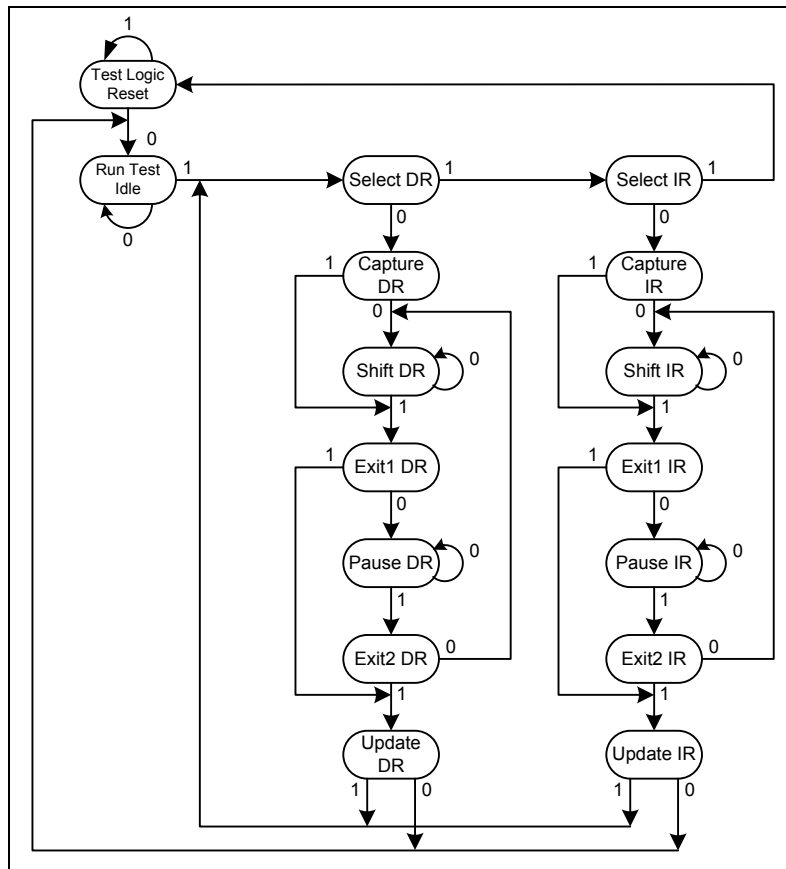 1
Test Logic
Reset
0
Run Test
Idle
1
0
Select DR
1
Select IR
1
0
0
Capture
DR
1
0
Capture
IR
1
0
Shift DR
0
1
Shift IR
0
1
Exit1 DR
1
0
Exit1 IR
1
0
Pause DR
0
1
Pause IR
0
1
Exit2 DR
0
1
Exit2 IR
0
1
Update
DR
1
0
Update IR
1
0